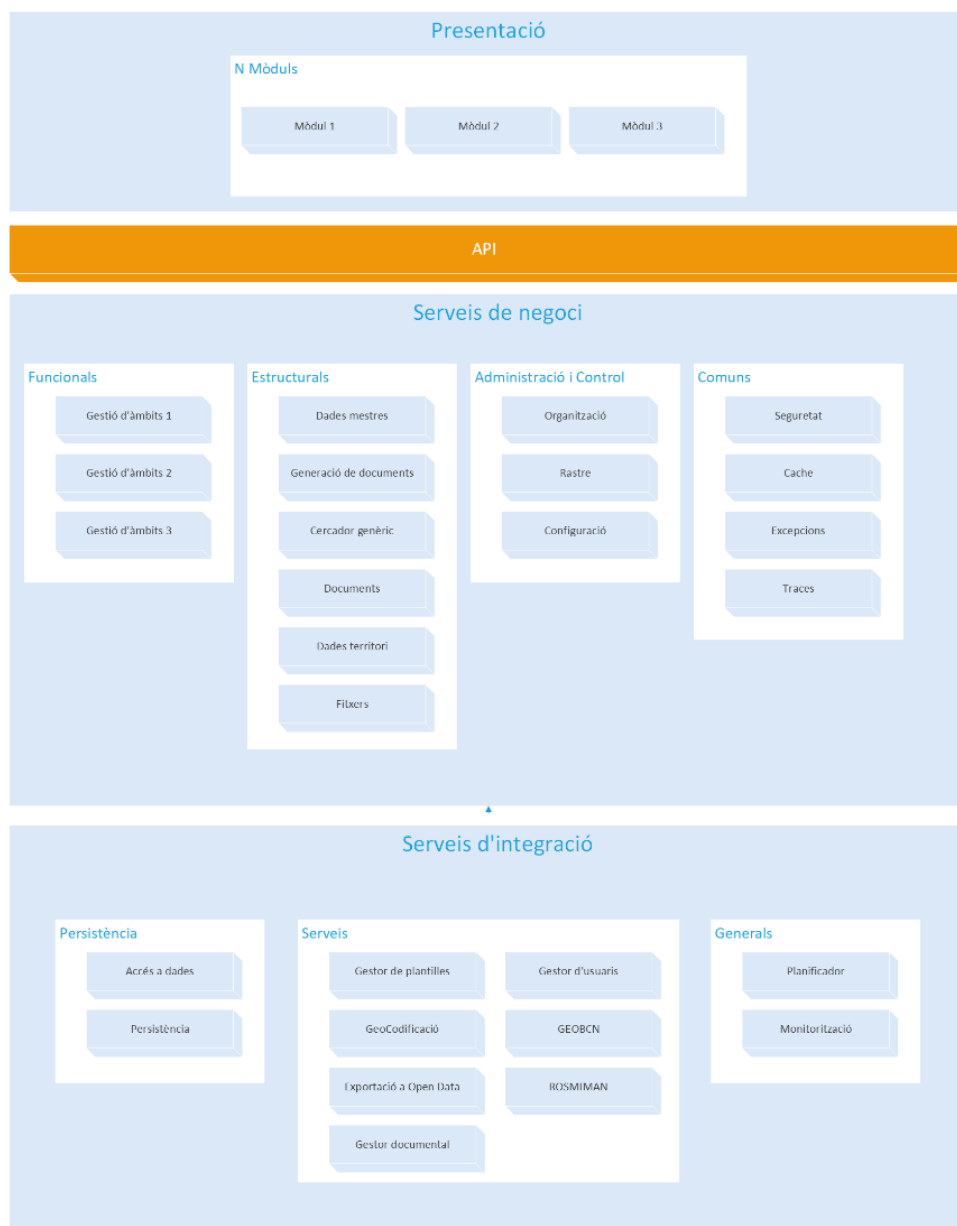 Presentació
N Mòduls
Mòdul 1
Mòdul 2
Mòdul 3
API
Serveis de negoci
Funcionals
Gestió d'àmbits 1
Gestió d'àmbits 2
Gestió d'àmbits 3
Estructurals
Dades mestres
Generació de documents
Cercador genèric
Documents
Dades territori
Fitxers
Administració i Control
Organització
Rastre
Configuració
Comuns
Seguretat
Cache
Excepcions
Traces
Serveis d'integració
Persistència
Accés a dades
Persistència
Serveis
Gestor de plantilles
Gestor d'usuaris
GeoCodificació
GEOBCN
Exportació a Open Data
ROSMIMAN
Gestor documental
Generals
Planificador
Monitorització